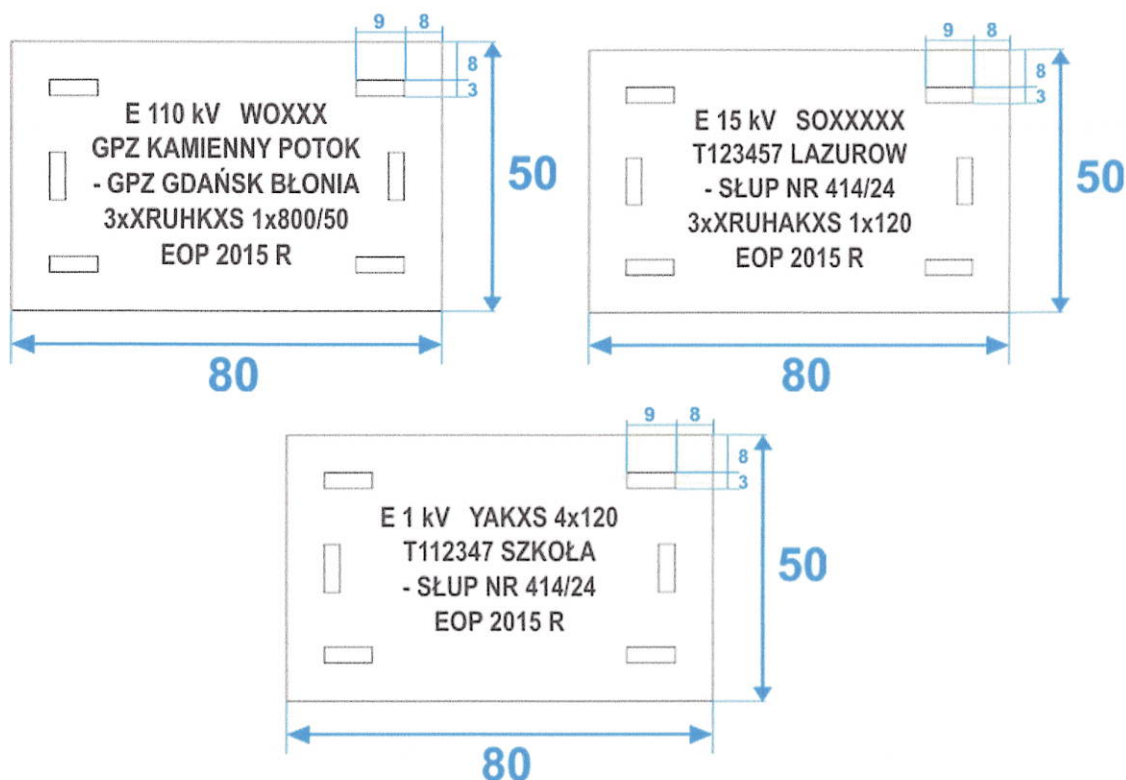 9 8
8
3
E 110 kV WOXXX
GPZ KAMIENNY POTOK
- GPZ GDAŃSK BŁONIA
3xXRUHKXS 1x800/50
EOP 2015 R
50
80
9 8
8
3
E 15 kV SOXXXXX
T123457 LAZUROW
- SŁUP NR 414/24
3xXRUHAKXS 1x120
EOP 2015 R
50
80
9 8
8
3
E 1 kV YAKXS 4x120
T112347 SZKOŁA
- SŁUP NR 414/24
EOP 2015 R
50
80